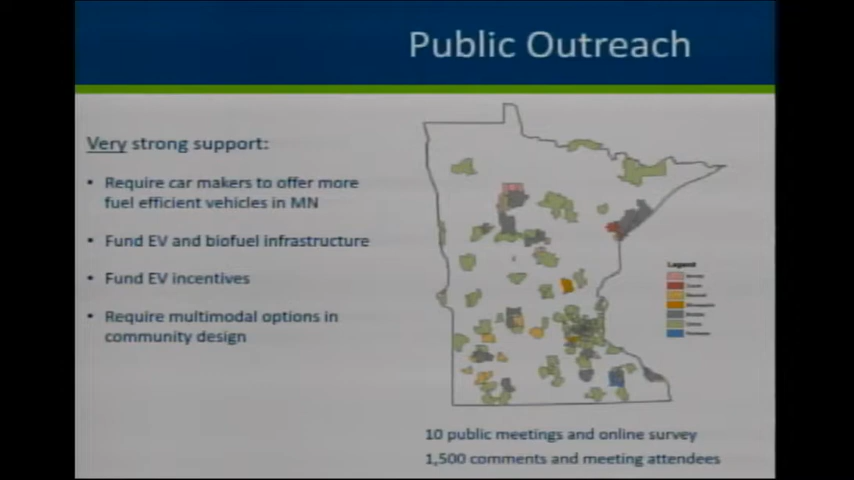 Public Outreach
Very strong support:
• Require car makers to offer more
fuel efficient vehicles in MN
• Fund EV and biofuel infrastructure
• Fund EV incentives
• Require multimodal options in
community design
Legend
10 public meetings and online survey
1,500 comments and meeting attendees